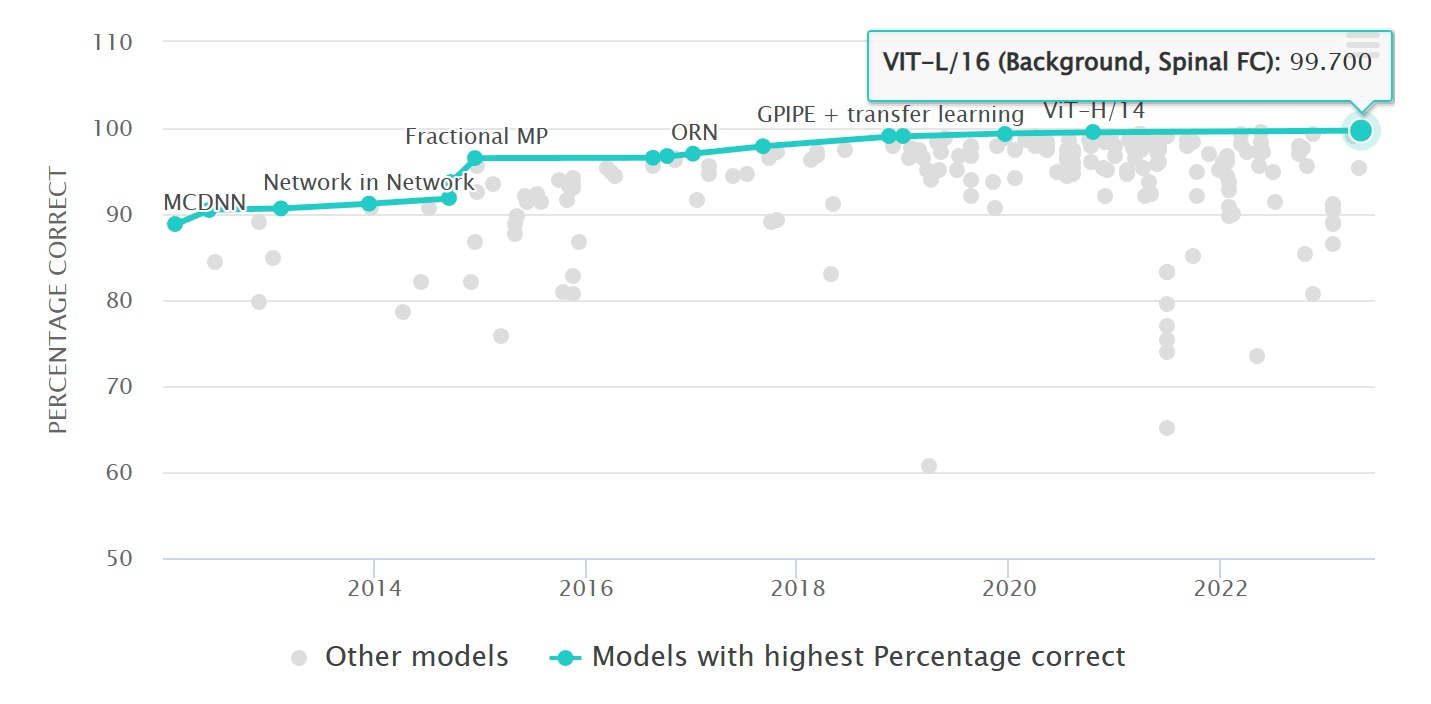 110
VIT-L/16 (Background, Spinal FC): 99.700
GPIPE + transfer learning
ViT-H/14
100
Fractional MP
ORN
Network in Network
MCDNN
90
80
70
60
50
PERCENTAGE CORRECT
2014
2016
2018
2020
2022
Other models
Models with highest Percentage correct